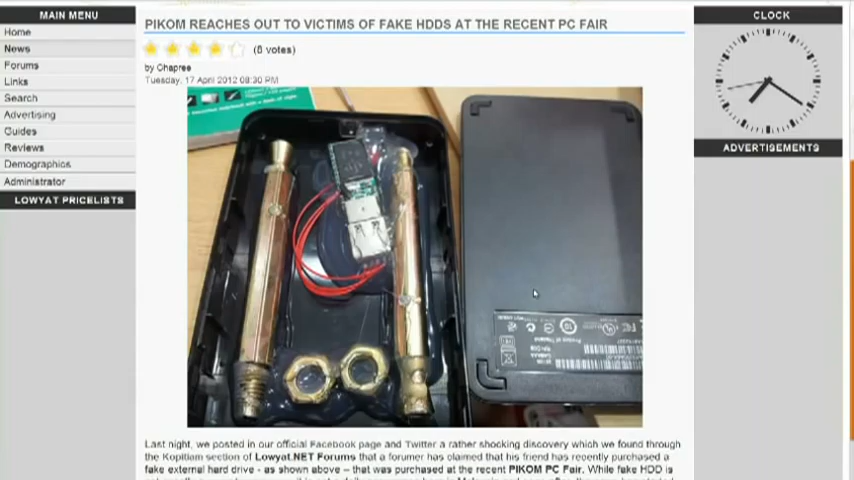 MAIN MENU
Home
News
Forums
Links
Search
Advertising
Guides
Reviews
Demographics
Administrator
LOWYAT PRICELISTS
PIKOM REACHES OUT TO VICTIMS OF FAKE HDDS AT THE RECENT PC FAIR
(8 votes)
by Chapree
Tuesday, 17 April 2012 08:30 PM
Last night, we posted in our official Facebook page and Twitter a rather shocking discovery which we found through
the Kopitiam section of Lowyat.NET Forums that a forumer has claimed that his friend has recently purchased a
fake external hard drive - as shown above – that was purchased at the recent PIKOM PC Fair. While fake HDD is
CLOCK
ADVERTISEMENTS